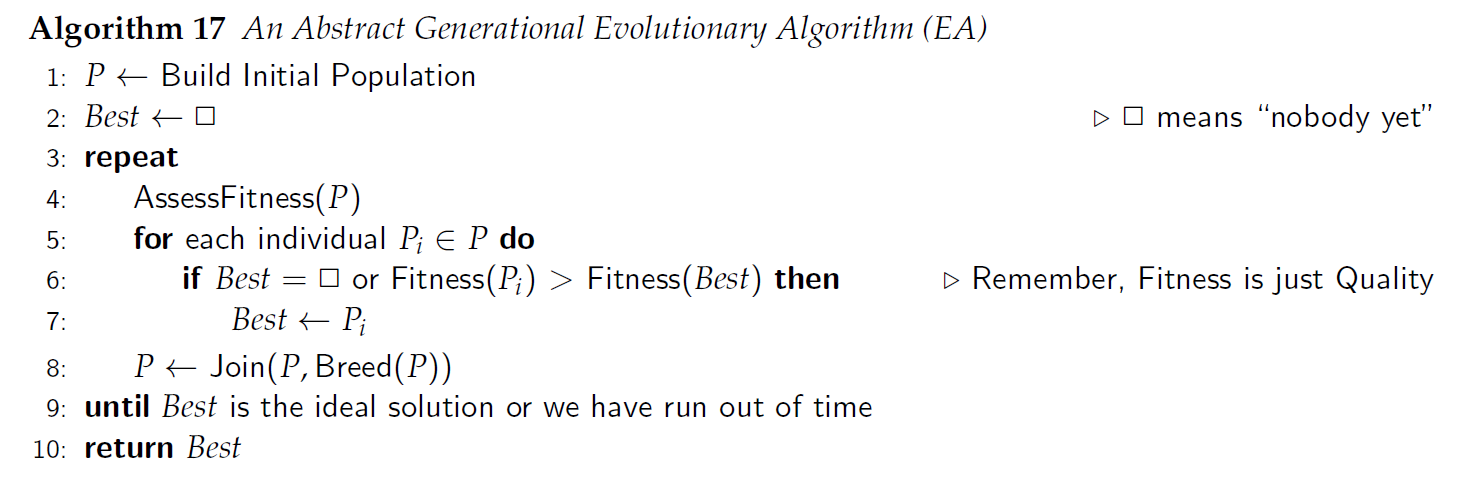 Algorithm 17 An Abstract Generational Evolutionary Algorithm (EA)
1: P ← Build Initial Population
2: Best ← □ ▷ □ means “nobody yet”
3: repeat
4: AssessFitness(P)
5: for each individual Pᵢ ∈ P do
6: if Best = □ or Fitness(Pᵢ) > Fitness(Best) then ▷ Remember, Fitness is just Quality
7: Best ← Pᵢ
8: P ← Join(P, Breed(P))
9: until Best is the ideal solution or we have run out of time
10: return Best